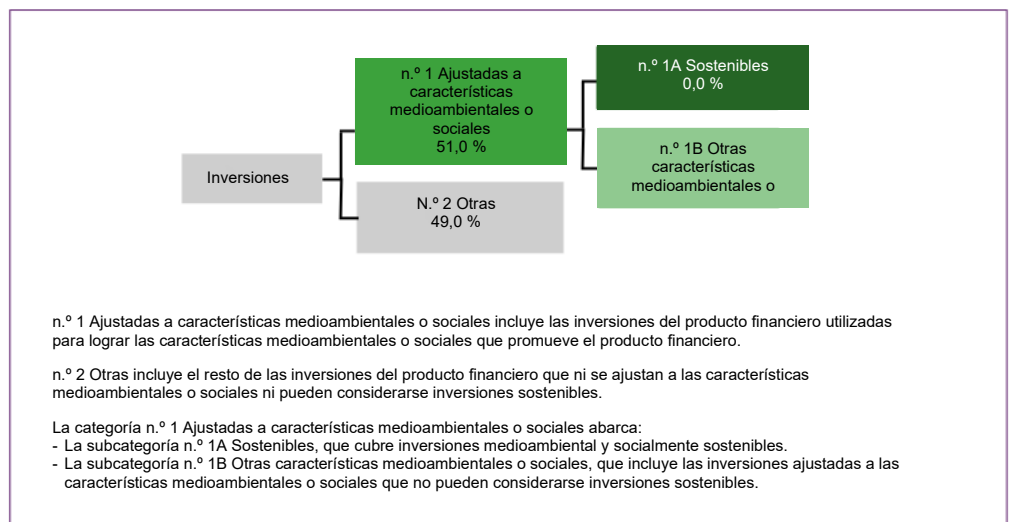 n.º 1 Ajustadas a
características
medioambientales o
sociales
51,0 %
n.º 1A Sostenibles
0,0 %
n.º 1B Otras
características
medioambientales o
Inversiones
N.º 2 Otras
49,0 %
n.º 1 Ajustadas a características medioambientales o sociales incluye las inversiones del producto financiero utilizadas
para lograr las características medioambientales o sociales que promueve el producto financiero.
n.º 2 Otras incluye el resto de las inversiones del producto financiero que ni se ajustan a las características
medioambientales o sociales ni pueden considerarse inversiones sostenibles.
La categoría n.º 1 Ajustadas a características medioambientales o sociales abarca:
- La subcategoría n.º 1A Sostenibles, que cubre inversiones medioambiental y socialmente sostenibles.
- La subcategoría n.º 1B Otras características medioambientales o sociales, que incluye las inversiones ajustadas a las
características medioambientales o sociales que no pueden considerarse inversiones sostenibles.